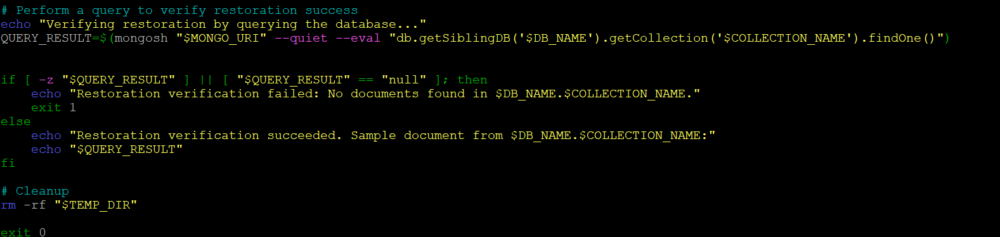 # Perform a query to verify restoration success
echo "Verifying restoration by querying the database..."
QUERY_RESULT=$(mongosh "$MONGO_URI" --quiet --eval "db.getSiblingDB('$DB_NAME').getCollection('$COLLECTION_NAME').findOne()")
if [ -z "$QUERY_RESULT" ] || [ "$QUERY_RESULT" == "null" ]; then
    echo "Restoration verification failed: No documents found in $DB_NAME.$COLLECTION_NAME."
    exit 1
else
    echo "Restoration verification succeeded. Sample document from $DB_NAME.$COLLECTION_NAME:"
    echo "$QUERY_RESULT"
fi
# Cleanup
rm -rf "$TEMP_DIR"
exit 0